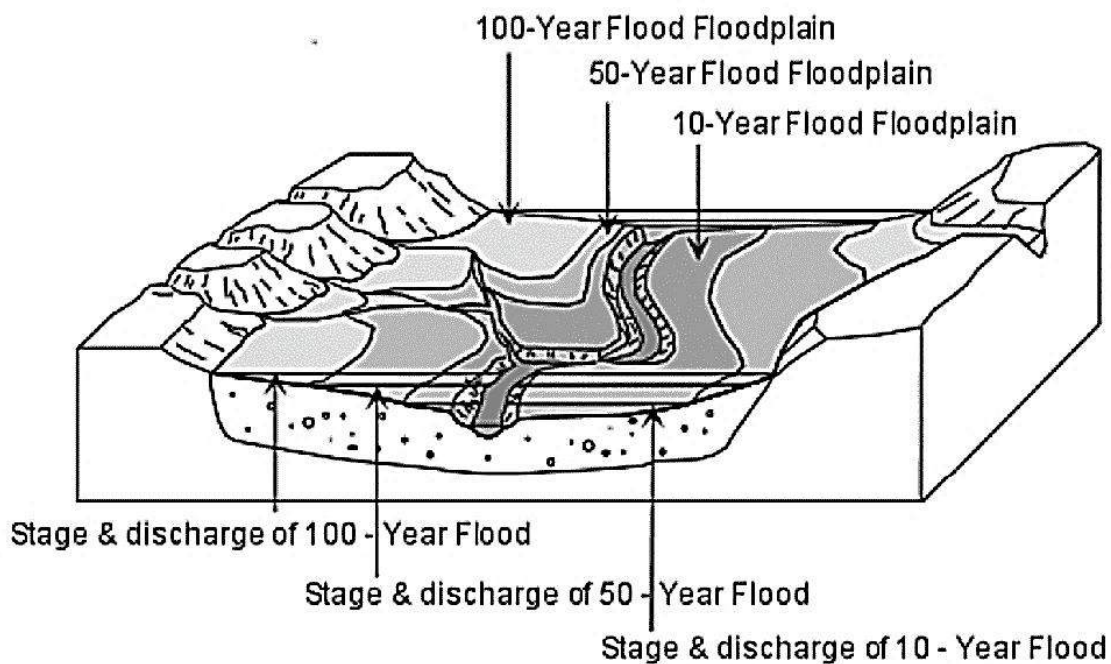 100-Year Flood Floodplain
50-Year Flood Floodplain
10-Year Flood Floodplain
Stage & discharge of 100 - Year Flood
Stage & discharge of 50 - Year Flood
Stage & discharge of 10 - Year Flood